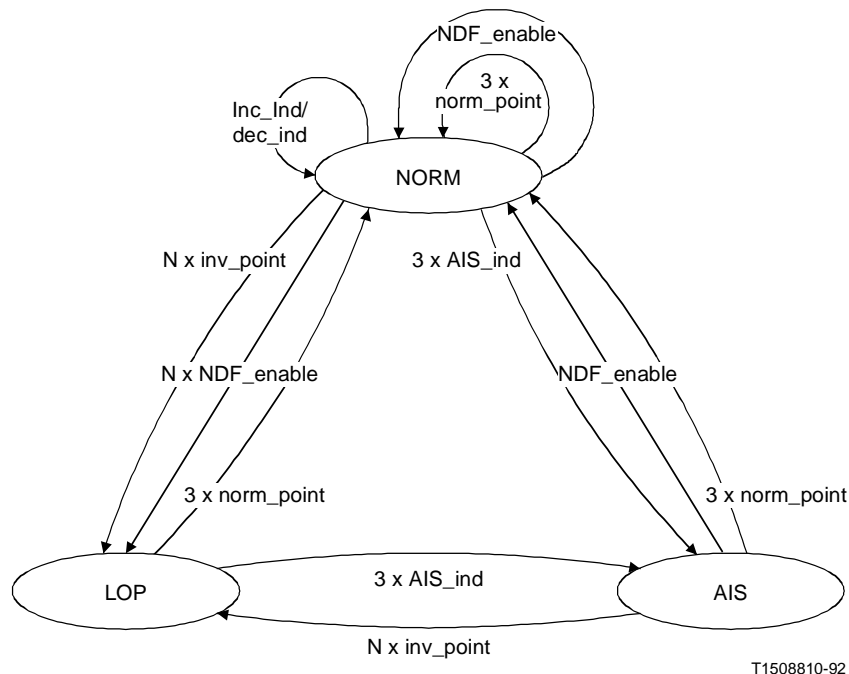 NDF_enable
3 x
norm_point
Inc_Ind/
dec_ind
NORM
N x inv_point
3 x AIS_ind
N x NDF_enable
NDF_enable
3 x norm_point
3 x norm_point
LOP
3 x AIS_ind
AIS
N x inv_point
T1508810-92